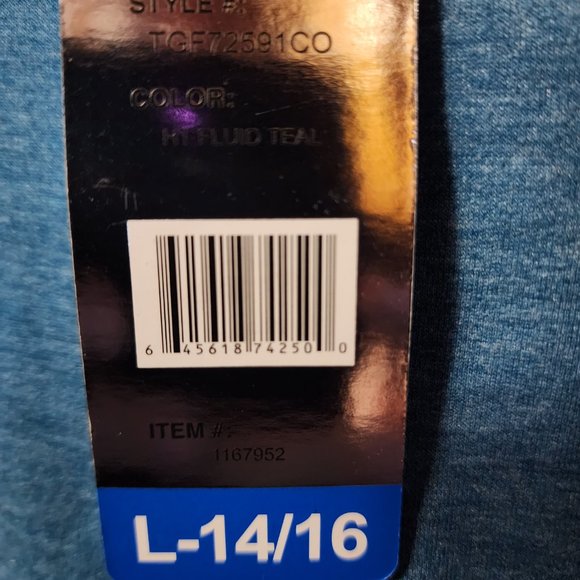 STYLE #:
TGF72591CO
COLOR:
HT FLUID TEAL
6 45618 74250 0
ITEM #:
1167952
L-14/16